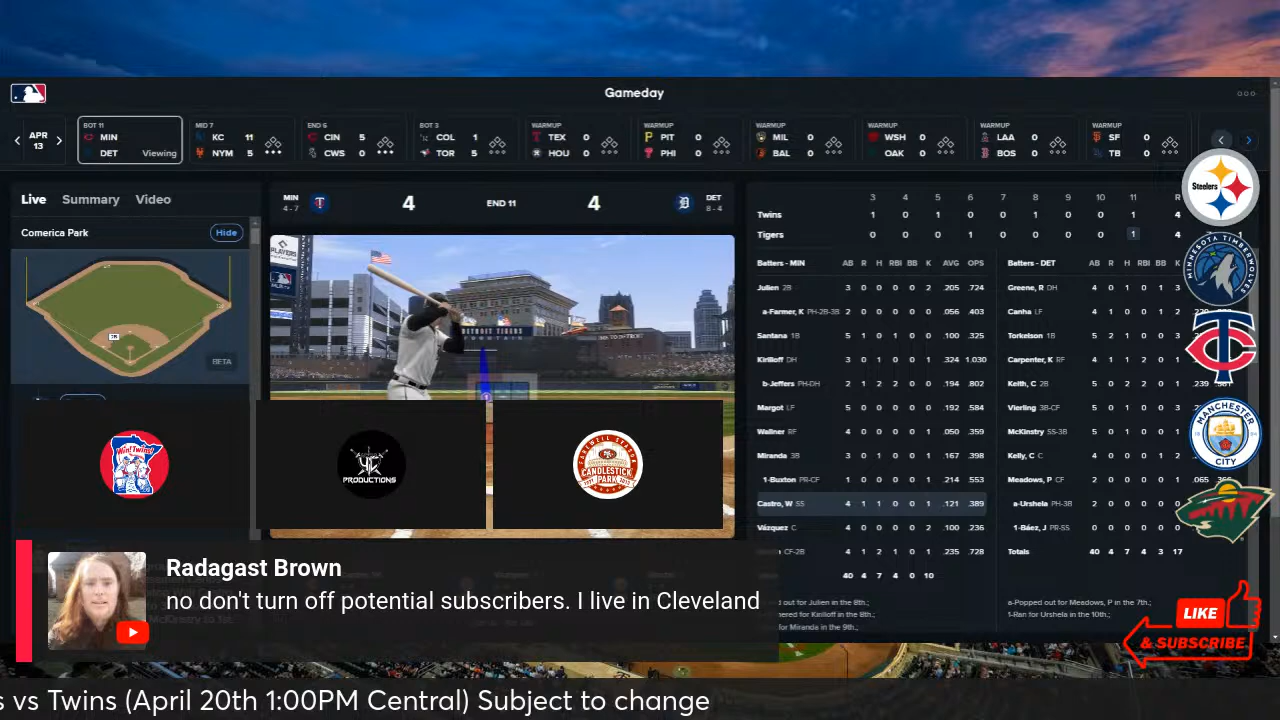 Gameday
APR 13
BOT 11
MIN
DET Viewing
MID 7
KC 11
NYM 5
END 6
CIN 5
CWS 0
BOT 3
COL 1
TOR 5
WARMUP
TEX 0
HOU 0
WARMUP
PIT 0
PHI 0
WARMUP
MIL 0
BAL 0
WARMUP
WSH 0
OAK 0
WARMUP
LAA 0
BOS 0
WARMUP
SF 0
TB 0
Live Summary Video
Comerica Park Hide
BETA
MIN 4-7 4 END 11 4 DET 8-4
PLAYERS
DETROIT TIGERS
3 4 5 6 7 8 9 10 11 R
Twins 1 0 1 0 0 1 0 0 1 4
Tigers 0 0 0 1 0 0 0 0 1 4 1
Batters - MIN AB R H RBI BB K AVG OPS
Julien 2B 3 0 0 0 0 2 .205 .724
a-Farmer, K PH-2B-3B 2 0 0 0 0 0 .056 .403
Santana 1B 5 1 0 1 0 0 .100 .325
Kirilloff DH 3 0 1 0 0 1 .324 1.030
b-Jeffers PH-DH 2 1 2 2 0 0 .194 .802
Margot LF 5 0 0 0 0 0 .192 .584
Wallner RF 4 0 0 0 0 1 .050 .359
Miranda 3B 3 0 1 0 0 1 .167 .398
1-Buxton PR-CF 1 0 0 0 0 1 .214 .553
Castro, W SS 4 1 1 0 0 1 .121 .389
Vázquez C 4 0 0 0 0 2 .100 .236
CF-2B 4 1 2 1 0 1 .235 .728
40 4 7 4 0 10
Batters - DET AB R H RBI BB K
Greene, R DH 4 0 1 0 1 3
Canha LF 4 1 0 0 1 2
Torkelson 1B 5 2 1 0 0 3
Carpenter, K RF 4 1 1 2 1 0
Keith, C 2B 5 0 2 2 0 1 .239
Vierling 3B-CF 5 0 1 0 0 3
McKinstry SS-3B 5 0 1 0 0 2
Kelly, C C 4 0 0 0 0 1 2
Meadows, P CF 2 0 0 0 0 1 .065
a-Urshela PH-3B 2 0 0 0 0 0
1-Báez, J PR-SS 0 0 0 0 0 0
Totals 40 4 7 4 3 17
out for Julien in the 8th.;
for Kirilloff in the 8th.;
for Miranda in the 9th.;
a-Popped out for Meadows, P in the 7th.;
1-Ran for Urshela in the 10th.;
Steelers
MINNESOTA TIMBERWOLVES
MANCHESTER
CITY
Win! Twins!
PRODUCTIONS
FAREWELL SEASON
CANDLESTICK PARK
Radagast Brown
no don't turn off potential subscribers. I live in Cleveland
LIKE
& SUBSCRIBE
s vs Twins (April 20th 1:00PM Central) Subject to change